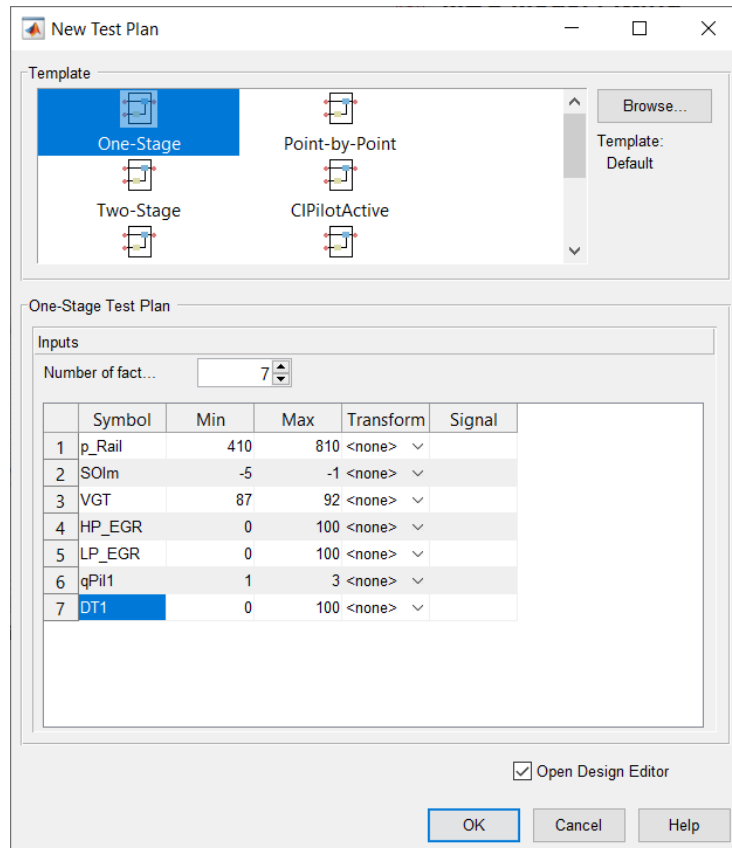 New Test Plan
Template
One-Stage
Point-by-Point
Browse...
Template:
Default
Two-Stage
CIPilotActive
One-Stage Test Plan
Inputs
Number of fact... 7
Symbol Min Max Transform Signal
1 p_Rail 410 810 <none>
2 SOIm -5 -1 <none>
3 VGT 87 92 <none>
4 HP_EGR 0 100 <none>
5 LP_EGR 0 100 <none>
6 qPil1 1 3 <none>
7 DT1 0 100 <none>
Open Design Editor
OK Cancel Help